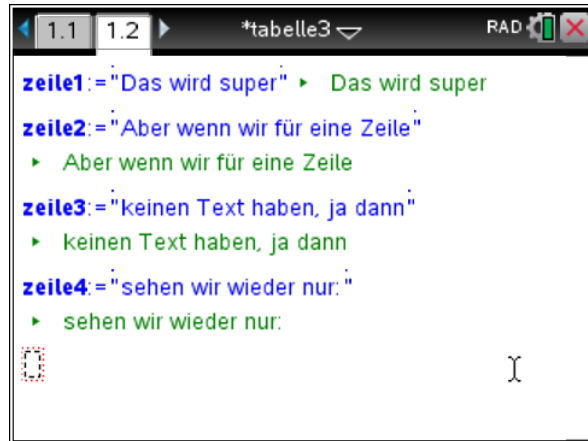 1.1 1.2 *tabelle3 RAD
zeile1:="Das wird super" ▸ Das wird super
zeile2:="Aber wenn wir für eine Zeile"
▸ Aber wenn wir für eine Zeile
zeile3:="keinen Text haben, ja dann"
▸ keinen Text haben, ja dann
zeile4:="sehen wir wieder nur: "
▸ sehen wir wieder nur: